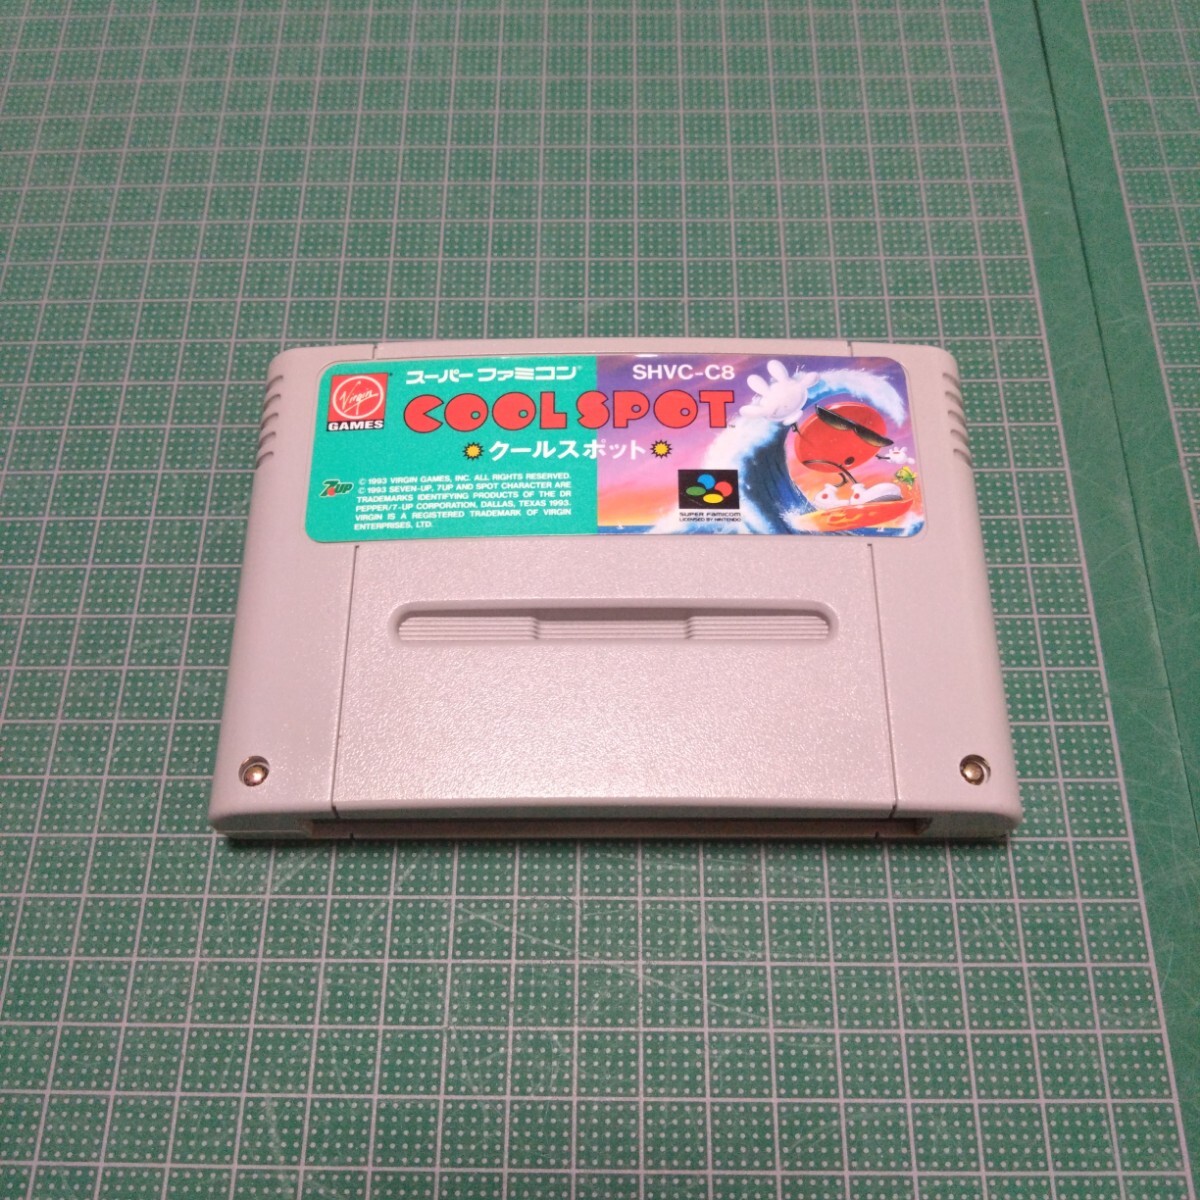 Virgin
GAMES
スーパーファミコン
SHVC-C8
COOL SPOT™
クールスポット
7UP
© 1993 VIRGIN GAMES, INC. ALL RIGHTS RESERVED.
© 1993 SEVEN-UP, 7UP AND SPOT CHARACTER ARE
TRADEMARKS IDENTIFYING PRODUCTS OF THE DR
PEPPER/7-UP CORPORATION, DALLAS, TEXAS 1993.
VIRGIN IS A REGISTERED TRADEMARK OF VIRGIN
ENTERPRISES, LTD.
SUPER FAMICOM
LICENSED BY NINTENDO